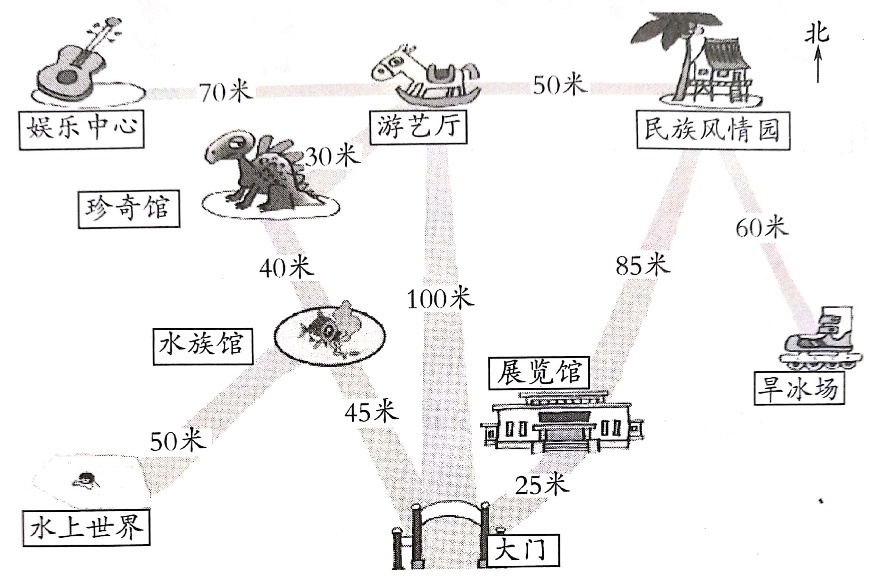 北
70米
50米
娱乐中心
游艺厅
民族风情园
30米
珍奇馆
60米
40米
85米
100米
水族馆
展览馆
旱冰场
45米
50米
25米
水上世界
大门